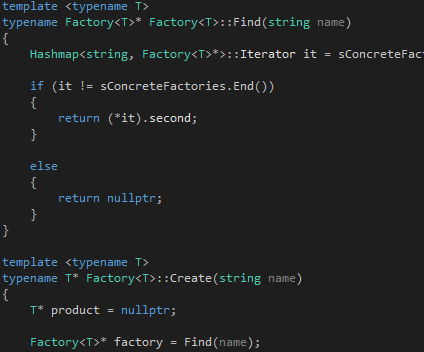 template <typename T>
typename Factory<T>* Factory<T>::Find(string name)
{
Hashmap<string, Factory<T>*>::Iterator it = sConcreteFact
if (it != sConcreteFactories.End())
{
return (*it).second;
}
else
{
return nullptr;
}
}
template <typename T>
typename T* Factory<T>::Create(string name)
{
T* product = nullptr;
Factory<T>* factory = Find(name);